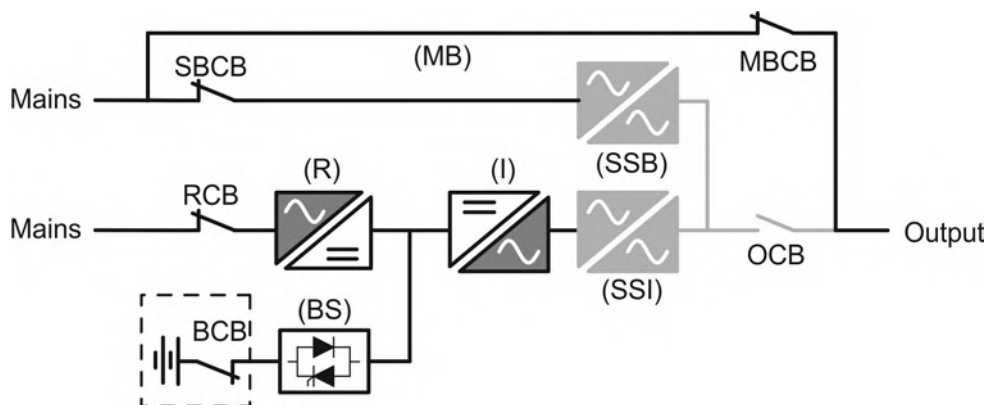 (MB)
MBCB
SBCB
Mains
(SSB)
(R)
(I)
RCB
Mains
Output
OCB
(SSI)
(BS)
BCB